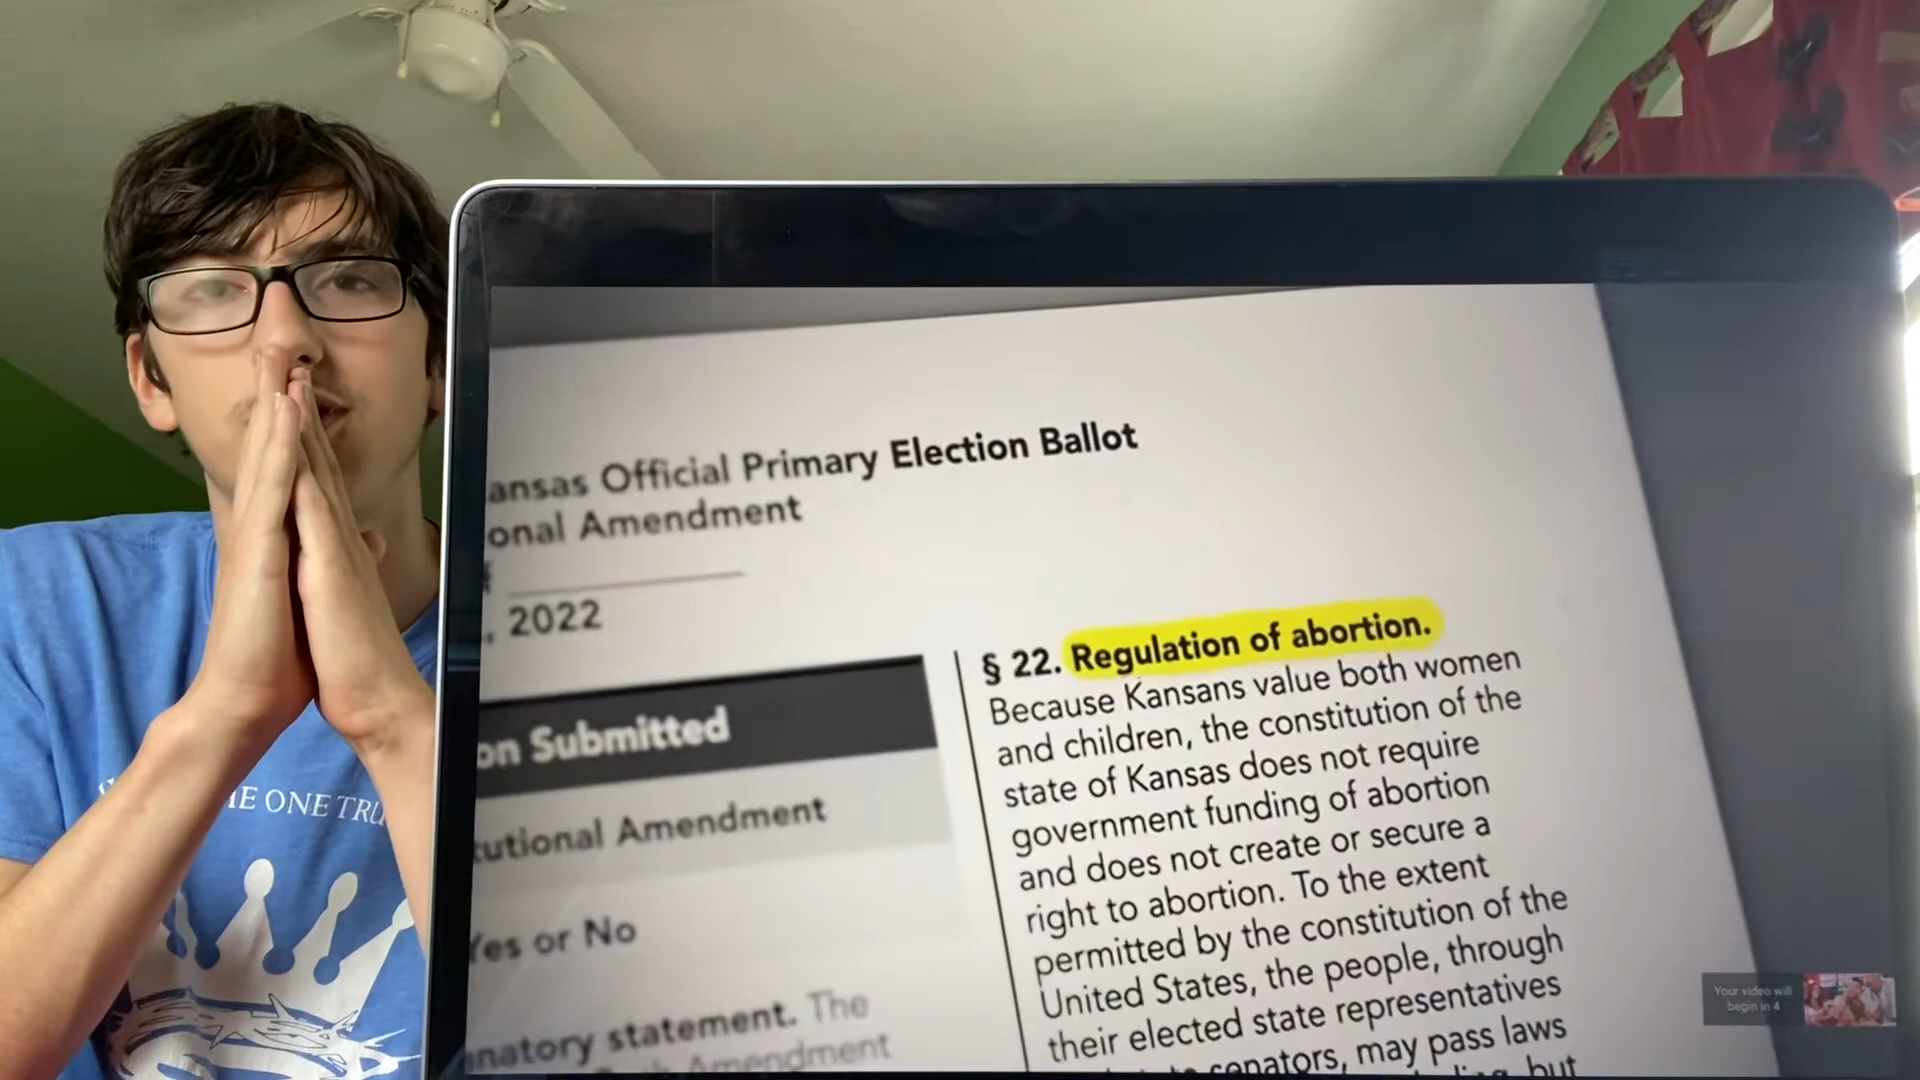 ansas Official Primary Election Ballot
onal Amendment
, 2022
on Submitted
tutional Amendment
Yes or No
natory statement. The
Amendment
§ 22. Regulation of abortion.
Because Kansans value both women
and children, the constitution of the
state of Kansas does not require
government funding of abortion
and does not create or secure a
right to abortion. To the extent
permitted by the constitution of the
United States, the people, through
their elected state representatives
senators, may pass laws
but
HE ONE TRU
Your video will
begin in 4